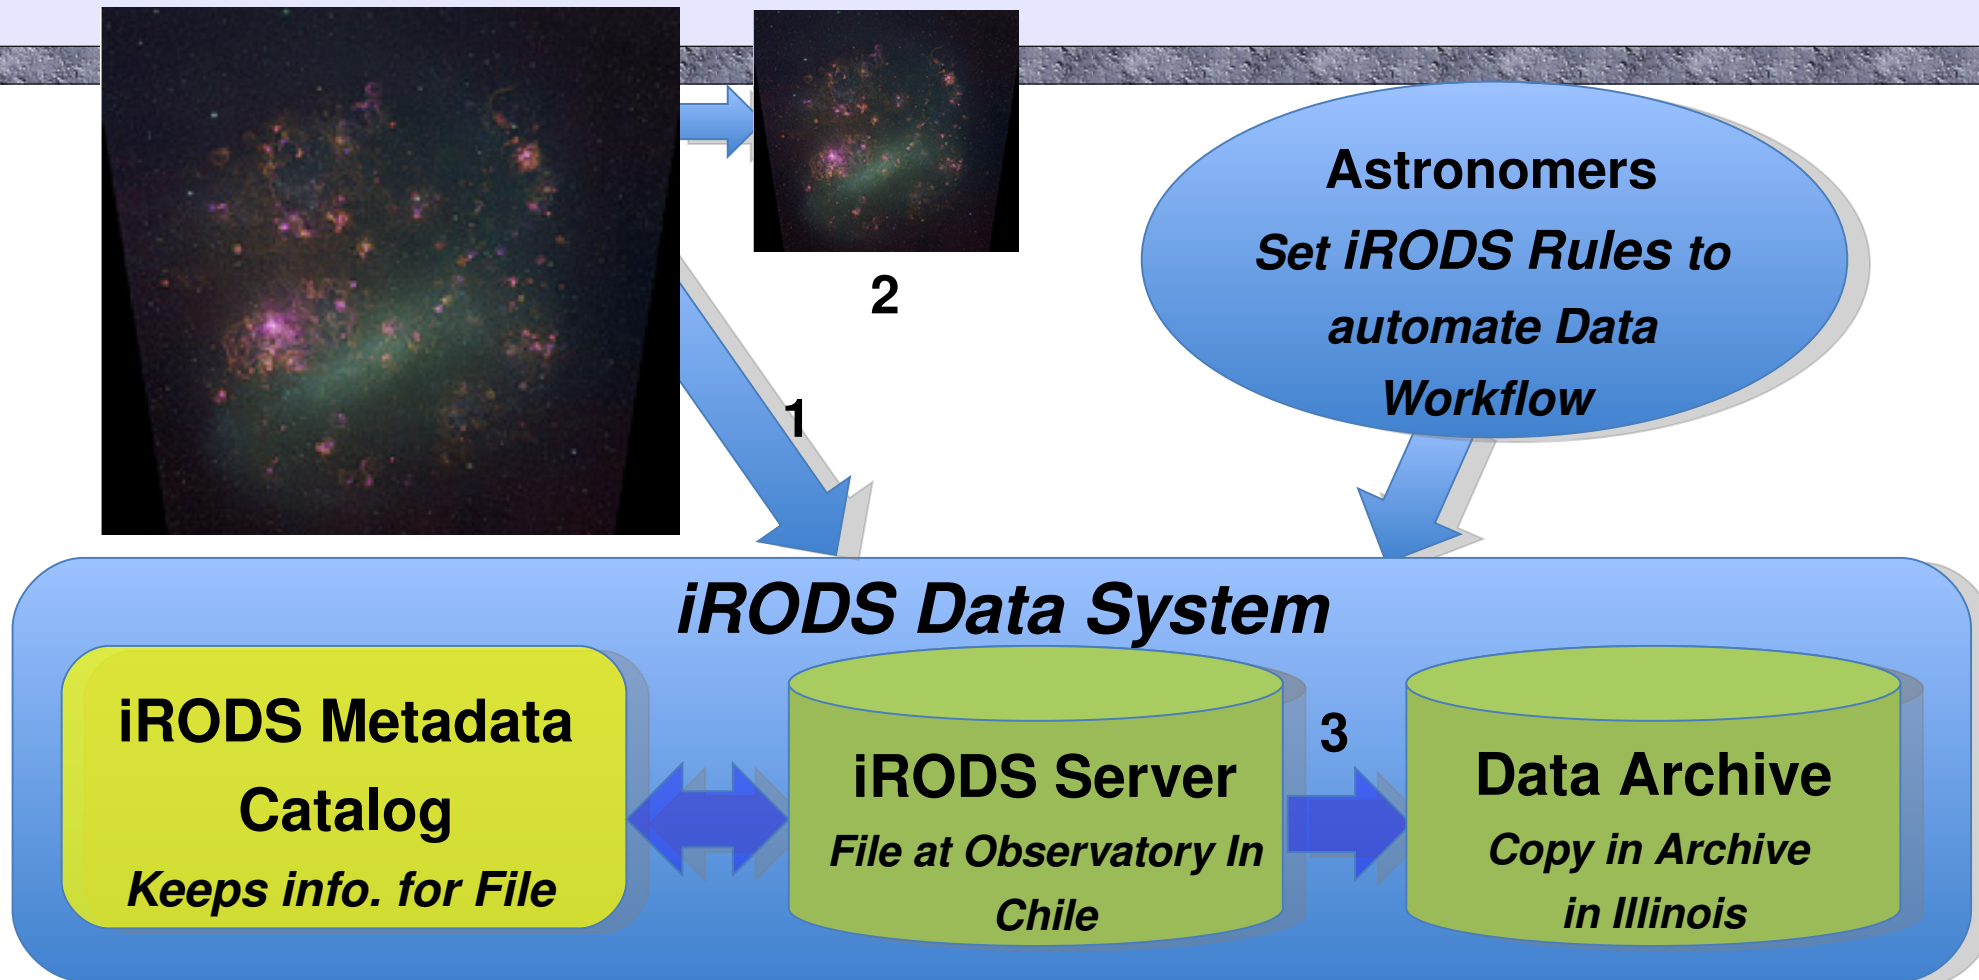 2
Astronomers
Set iRODS Rules to
automate Data
Workflow
1
iRODS Data System
iRODS Metadata
Catalog
Keeps info. for File
iRODS Server
File at Observatory In
Chile
3
Data Archive
Copy in Archive
in Illinois